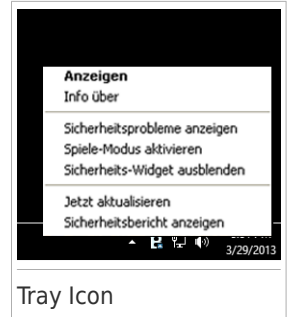 Anzeigen
Info über
Sicherheitsprobleme anzeigen
Spiele-Modus aktivieren
Sicherheits-Widget ausblenden
Jetzt aktualisieren
Sicherheitsbericht anzeigen
3/29/2013
Tray Icon